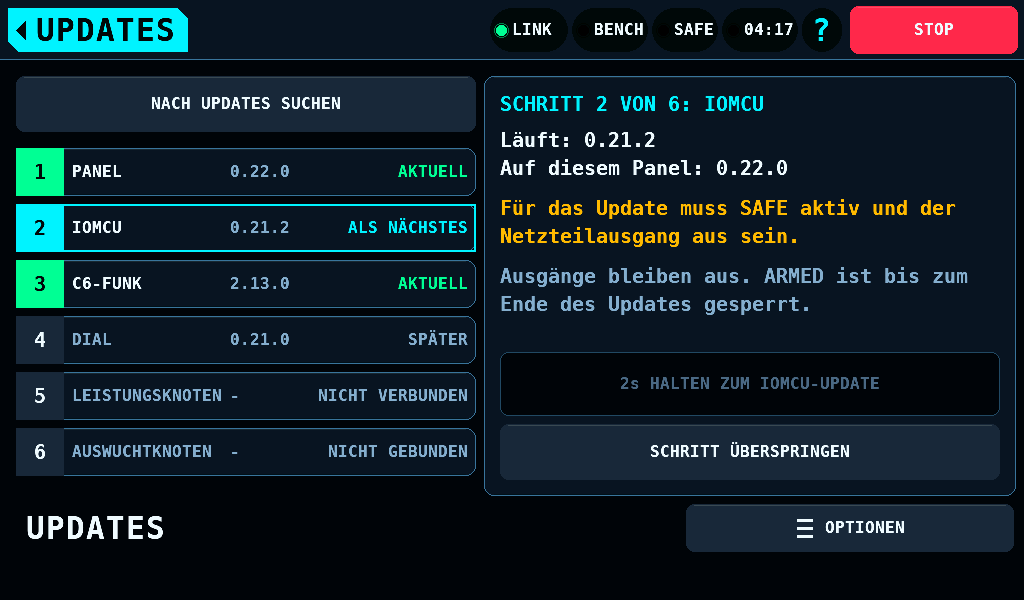 UPDATES
LINK
BENCH
SAFE
04:17
?
STOP
NACH UPDATES SUCHEN
1 PANEL 0.22.0 AKTUELL
2 IOMCU 0.21.2 ALS NÄCHSTES
3 C6-FUNK 2.13.0 AKTUELL
4 DIAL 0.21.0 SPÄTER
5 LEISTUNGSKNOTEN - NICHT VERBUNDEN
6 AUSWUCHTKNOTEN - NICHT GEBUNDEN
SCHRITT 2 VON 6: IOMCU
Läuft: 0.21.2
Auf diesem Panel: 0.22.0
Für das Update muss SAFE aktiv und der
Netzteilausgang aus sein.
Ausgänge bleiben aus. ARMED ist bis zum
Ende des Updates gesperrt.
2s HALTEN ZUM IOMCU-UPDATE
SCHRITT ÜBERSPRINGEN
UPDATES
OPTIONEN